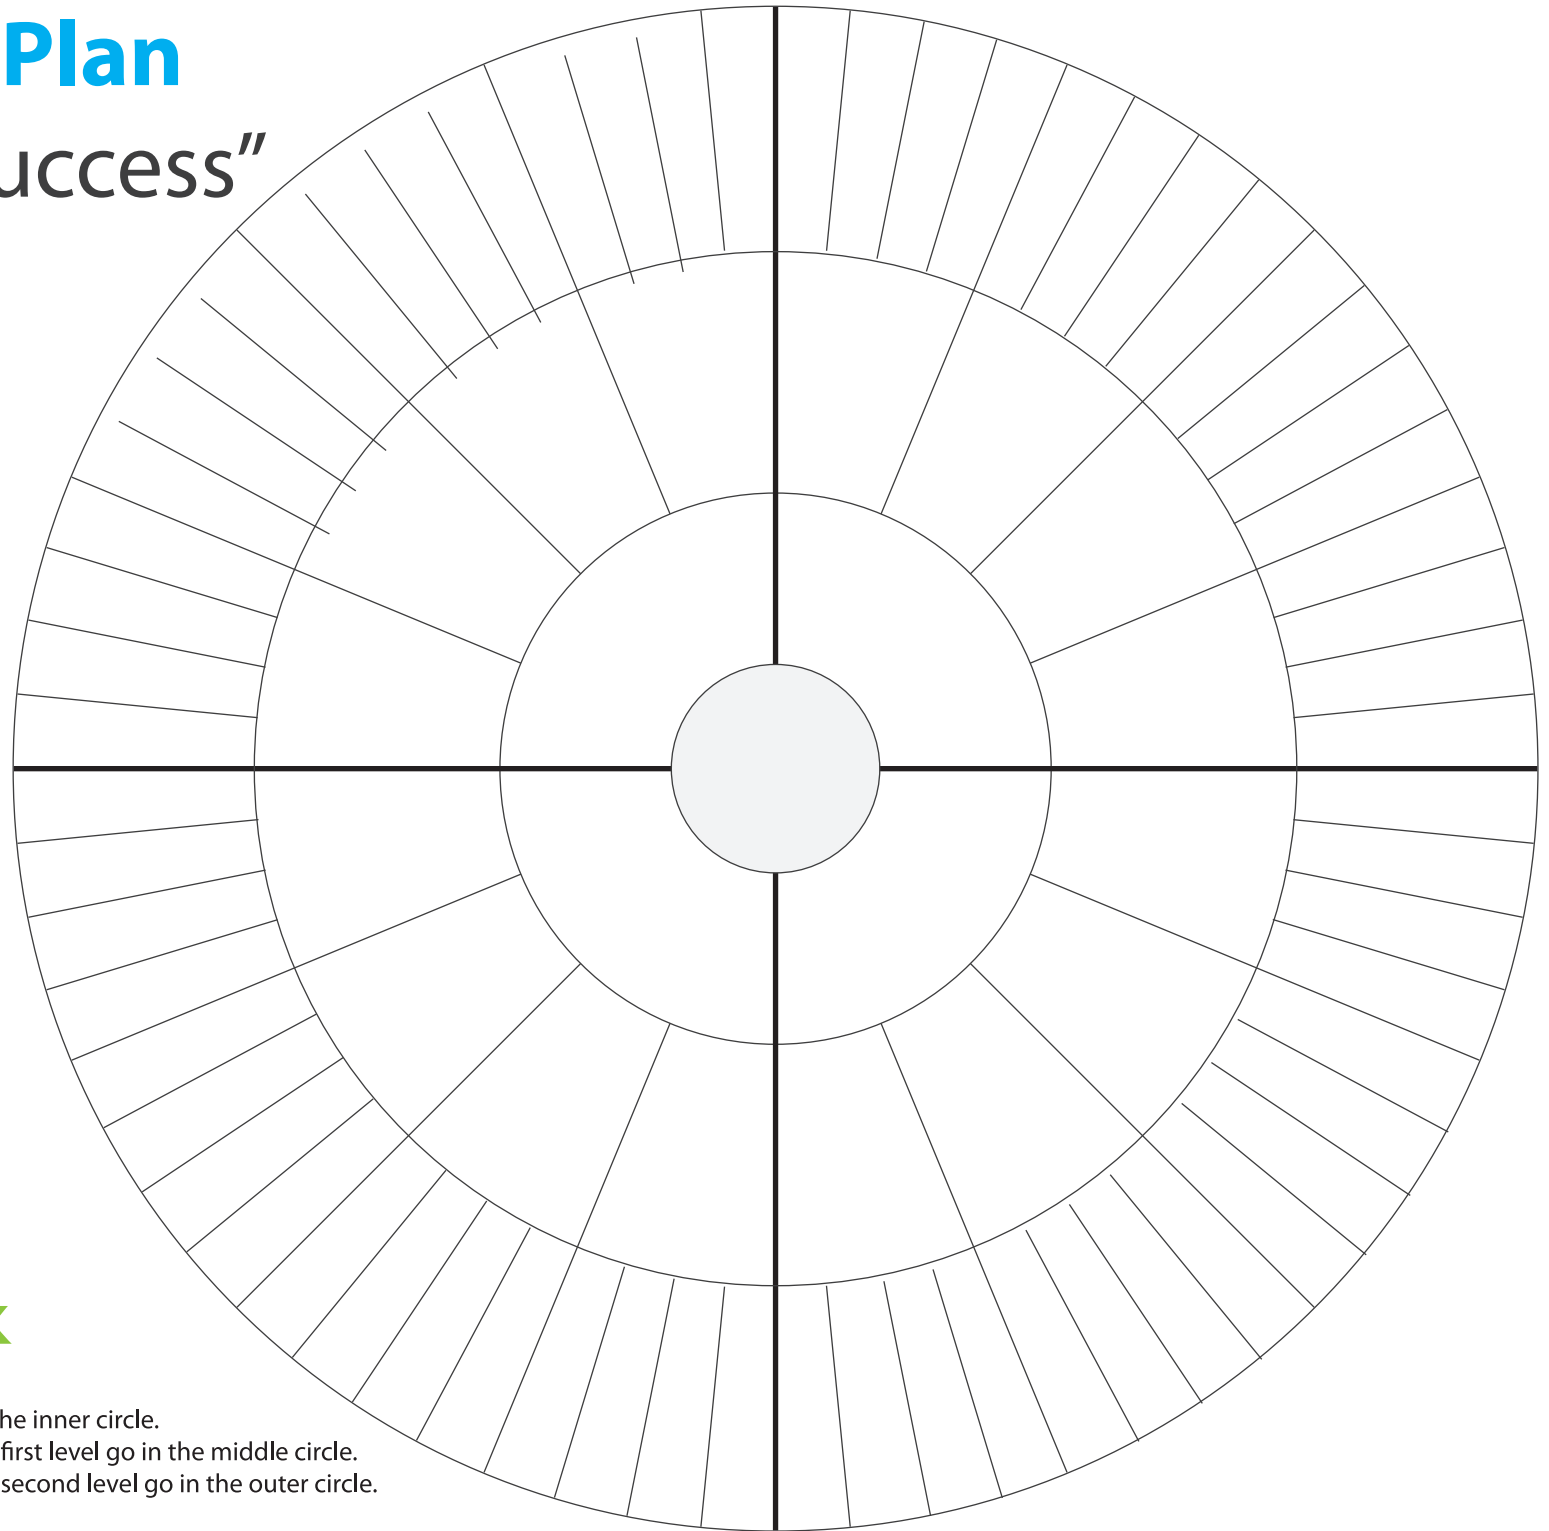 Plan
uccess”
he inner circle.
first level go in the middle circle.
second level go in the outer circle.